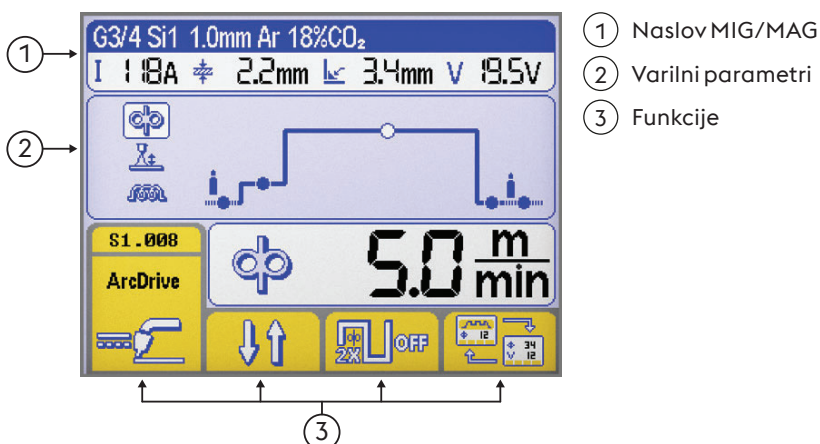 G3/4 Si1 1.0mm Ar 18%CO₂
I 118A 2.2mm 3.4mm V 19.5V
S1.008
ArcDrive
5.0 m/min
2X OFF
12 34
V 12
1 Naslov MIG/MAG
2 Varilni parametri
3 Funkcije
1
2
3